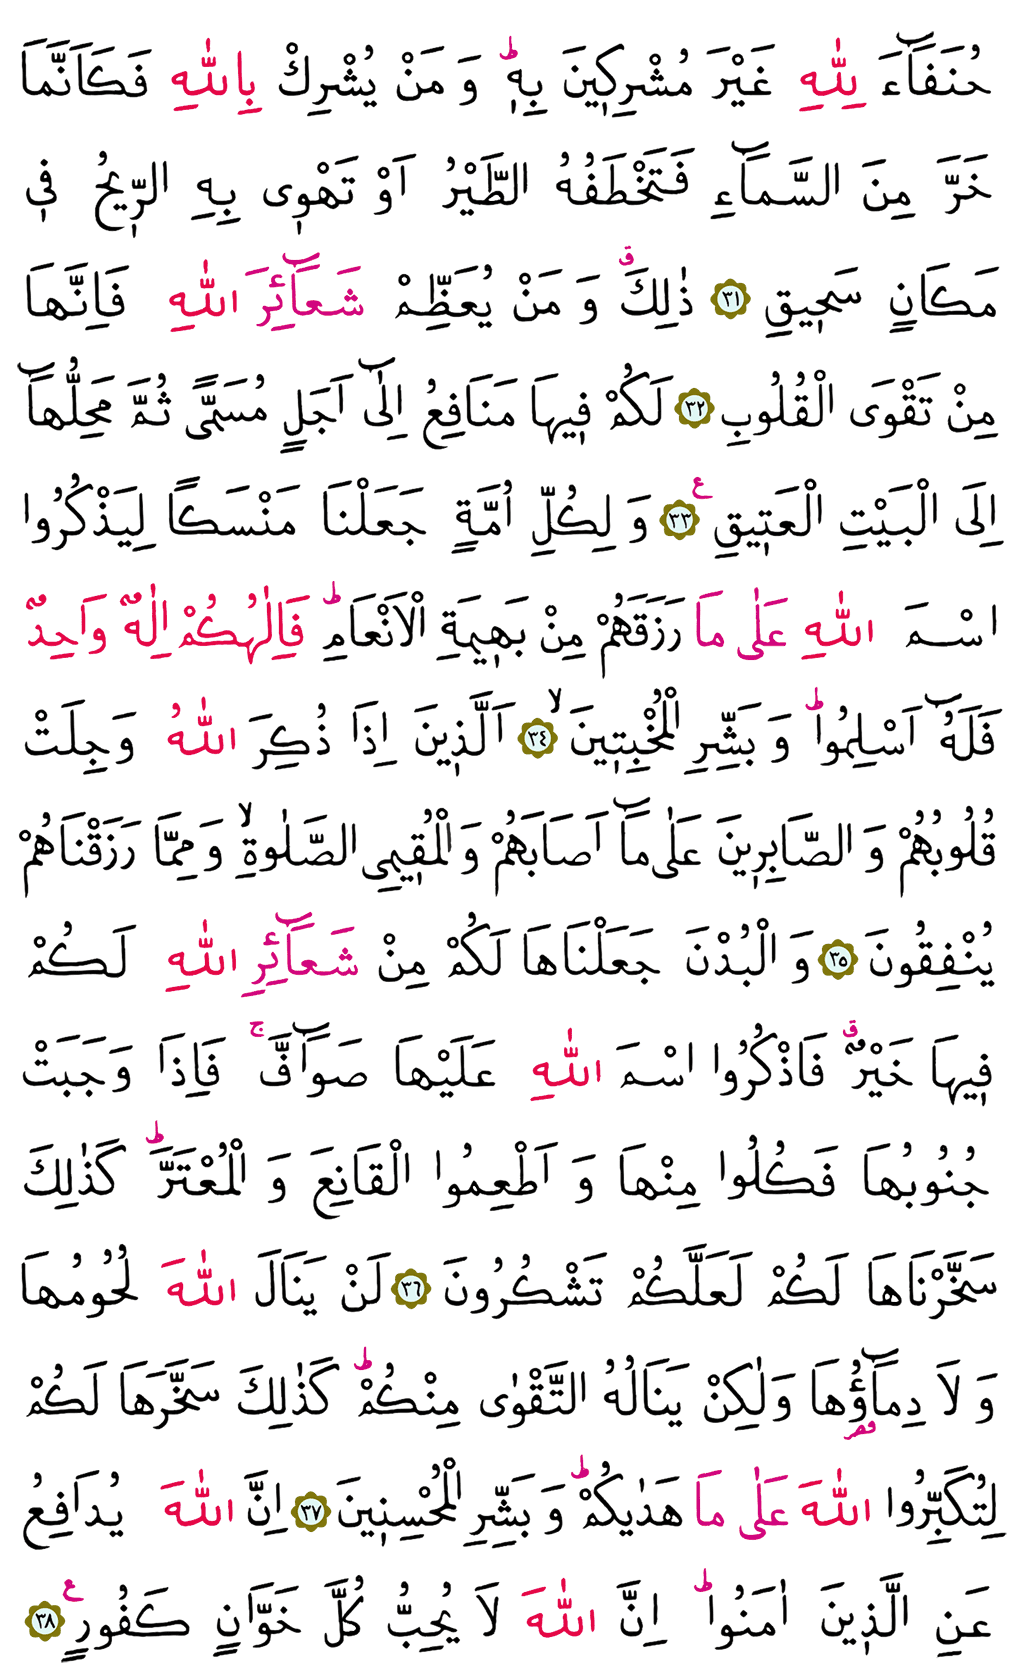 حُنَفَٓاءَ لِلّٰهِ غَيْرَ مُشْرِك۪ينَ بِه۪ۜ وَ مَنْ يُشْرِكْ بِاللّٰهِ فَكَاَنَّمَا
خَرَّ مِنَ السَّمَٓاءِ فَتَخْطَفُهُ الطَّيْرُ اَوْ تَهْو۪ى بِهِ الرّ۪يحُ ف۪ى
مَكَانٍ سَح۪يقٍ ﴿٣١﴾ ذٰلِكَۗ وَ مَنْ يُعَظِّمْ شَعَٓائِرَ اللّٰهِ فَاِنَّهَا
مِنْ تَقْوَى الْقُلُوبِ ﴿٣٢﴾ لَكُمْ ف۪يهَا مَنَافِعُ اِلٰٓى اَجَلٍ مُسَمًّى ثُمَّ مَحِلُّهَٓا
اِلَى الْبَيْتِ الْعَت۪يقِ ﴿٣٣﴾ ع وَ لِكُلِّ اُمَّةٍ جَعَلْنَا مَنْسَكًا لِيَذْكُرُوا
اسْمَ اللّٰهِ عَلٰى مَا رَزَقَهُمْ مِنْ بَه۪يمَةِ الْاَنْعَامِۜ فَاِلٰهُكُمْ اِلٰهٌ وَاحِدٌ
فَلَهُٓ اَسْلِمُواۜ وَ بَشِّرِ الْمُخْبِت۪ينَۙ ﴿٣٤﴾ اَلَّذ۪ينَ اِذَا ذُكِرَ اللّٰهُ وَجِلَتْ
قُلُوبُهُمْ وَ الصَّابِر۪ينَ عَلٰى مَٓا اَصَابَهُمْ وَ الْمُق۪يمِى الصَّلٰوةِۙ وَ مِمَّا رَزَقْنَاهُمْ
يُنْفِقُونَ ﴿٣٥﴾ وَ الْبُدْنَ جَعَلْنَاهَا لَكُمْ مِنْ شَعَٓائِرِ اللّٰهِ لَكُمْ
ف۪يهَا خَيْرٌۗ فَاذْكُرُوا اسْمَ اللّٰهِ عَلَيْهَا صَوَٓافَّۚ فَاِذَا وَجَبَتْ
جُنُوبُهَا فَكُلُوا مِنْهَا وَ اَطْعِمُوا الْقَانِعَ وَ الْمُعْتَرَّۜ كَذٰلِكَ
سَخَّرْنَاهَا لَكُمْ لَعَلَّكُمْ تَشْكُرُونَ ﴿٣٦﴾ لَنْ يَنَالَ اللّٰهَ لُحُومُهَا
وَ لَا دِمَٓاؤُ۬هَا وَلٰكِنْ يَنَالُهُ التَّقْوٰى مِنْكُمْۜ كَذٰلِكَ سَخَّرَهَا لَكُمْ
لِتُكَبِّرُوا اللّٰهَ عَلٰى مَا هَدٰيكُمْۜ وَ بَشِّرِ الْمُحْسِن۪ينَ ﴿٣٧﴾ اِنَّ اللّٰهَ يُدَافِعُ
عَنِ الَّذ۪ينَ اٰمَنُواۜ اِنَّ اللّٰهَ لَا يُحِبُّ كُلَّ خَوَّانٍ كَفُورٍ ﴿٣٨﴾ ع